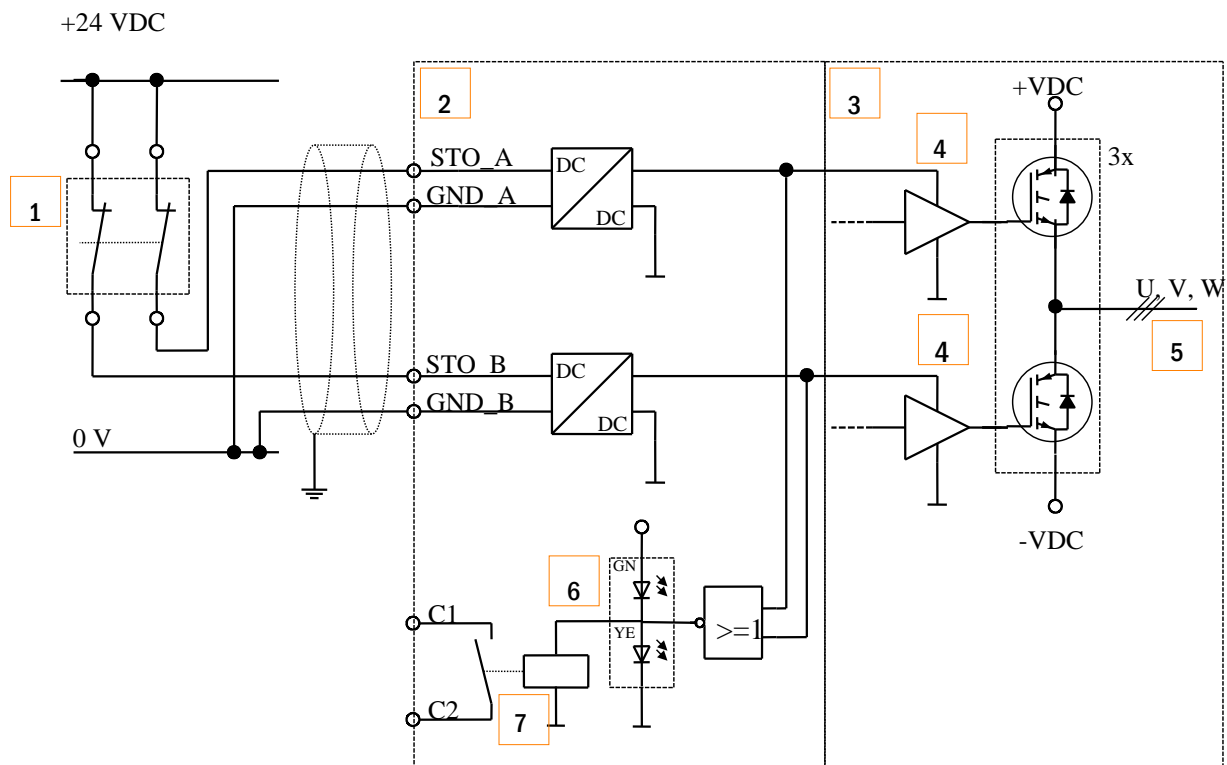 +24 VDC
2
3
+VDC
4
3x
STO_A
DC
GND_A
DC
1
U, V, W
4
5
STO_B
DC
GND_B
DC
0 V
-VDC
GN
6
C1
YE
>=1
C2
7